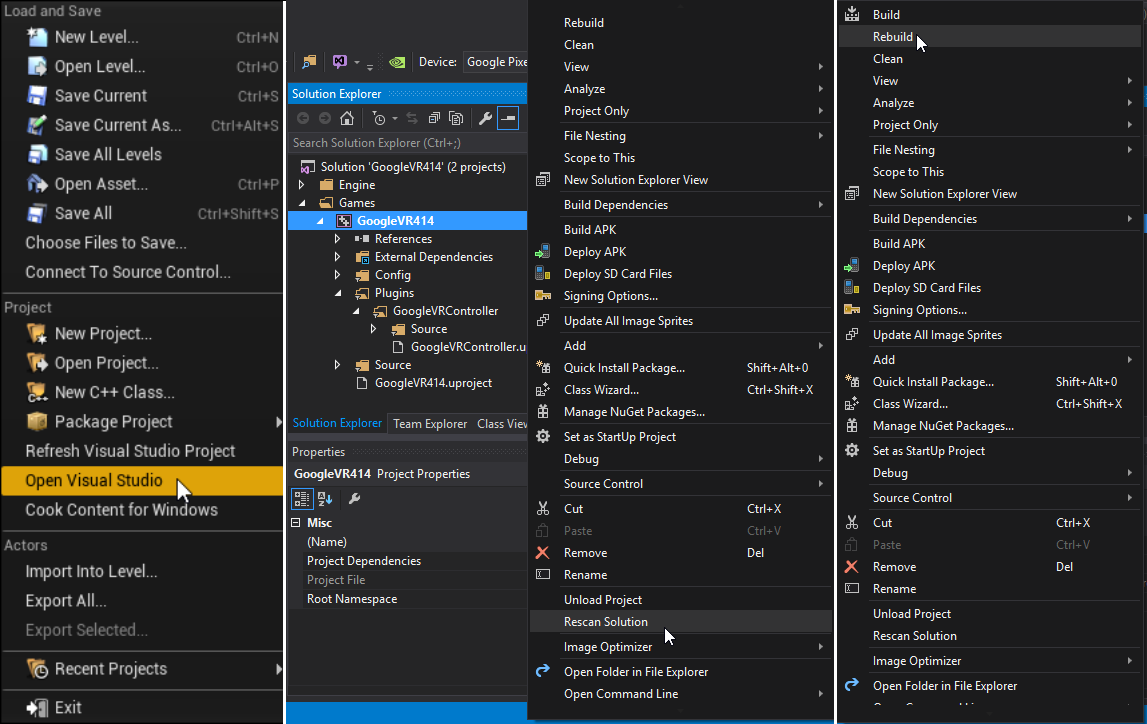 Load and Save
New Level... Ctrl+N
Open Level... Ctrl+O
Save Current Ctrl+S
Save Current As... Ctrl+Alt+S
Save All Levels
Open Asset... Ctrl+P
Save All Ctrl+Shift+S
Choose Files to Save...
Connect To Source Control...
Project
New Project...
Open Project...
New C++ Class...
Package Project
Refresh Visual Studio Project
Open Visual Studio
Cook Content for Windows
Actors
Import Into Level...
Export All...
Export Selected...
Recent Projects
Exit
Device: Google Pixe
Solution Explorer
Search Solution Explorer (Ctrl+;)
Solution 'GoogleVR414' (2 projects)
Engine
Games
GoogleVR414
References
External Dependencies
Config
Plugins
GoogleVRController
Source
GoogleVRController.u
Source
GoogleVR414.uproject
Solution Explorer Team Explorer Class View
Properties
GoogleVR414 Project Properties
Misc
(Name)
Project Dependencies
Project File
Root Namespace
Rebuild
Clean
View
Analyze
Project Only
File Nesting
Scope to This
New Solution Explorer View
Build Dependencies
Build APK
Deploy APK
Deploy SD Card Files
Signing Options...
Update All Image Sprites
Add
Quick Install Package... Shift+Alt+0
Class Wizard... Ctrl+Shift+X
Manage NuGet Packages...
Set as StartUp Project
Debug
Source Control
Cut Ctrl+X
Paste Ctrl+V
Remove Del
Rename
Unload Project
Rescan Solution
Image Optimizer
Open Folder in File Explorer
Open Command Line
Build
Rebuild
Clean
View
Analyze
Project Only
File Nesting
Scope to This
New Solution Explorer View
Build Dependencies
Build APK
Deploy APK
Deploy SD Card Files
Signing Options...
Update All Image Sprites
Add
Quick Install Package... Shift+Alt+0
Class Wizard... Ctrl+Shift+X
Manage NuGet Packages...
Set as StartUp Project
Debug
Source Control
Cut Ctrl+X
Paste Ctrl+V
Remove Del
Rename
Unload Project
Rescan Solution
Image Optimizer
Open Folder in File Explorer